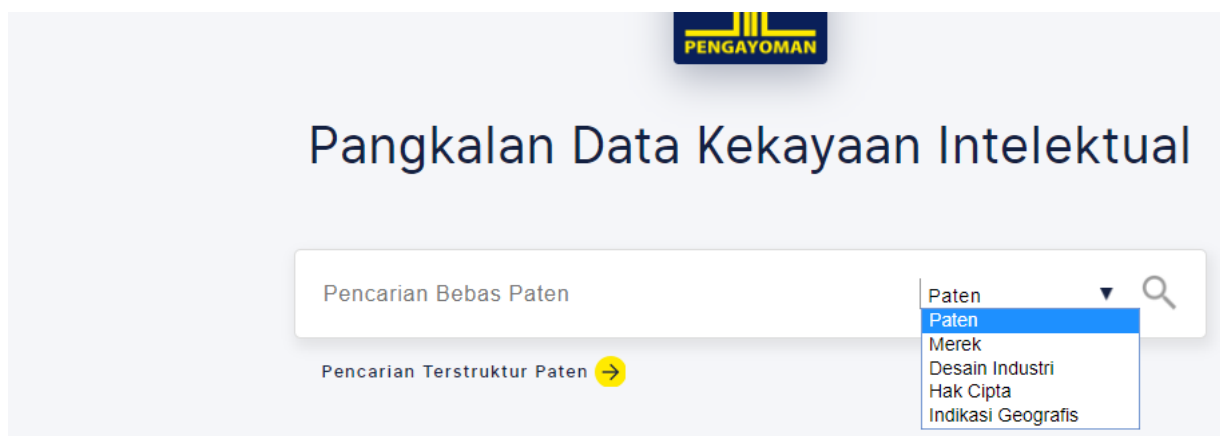 PENGAYOMAN
Pangkalan Data Kekayaan Intelektual
Pencarian Bebas Paten
Paten
Paten
Merek
Desain Industri
Hak Cipta
Indikasi Geografis
Pencarian Terstruktur Paten